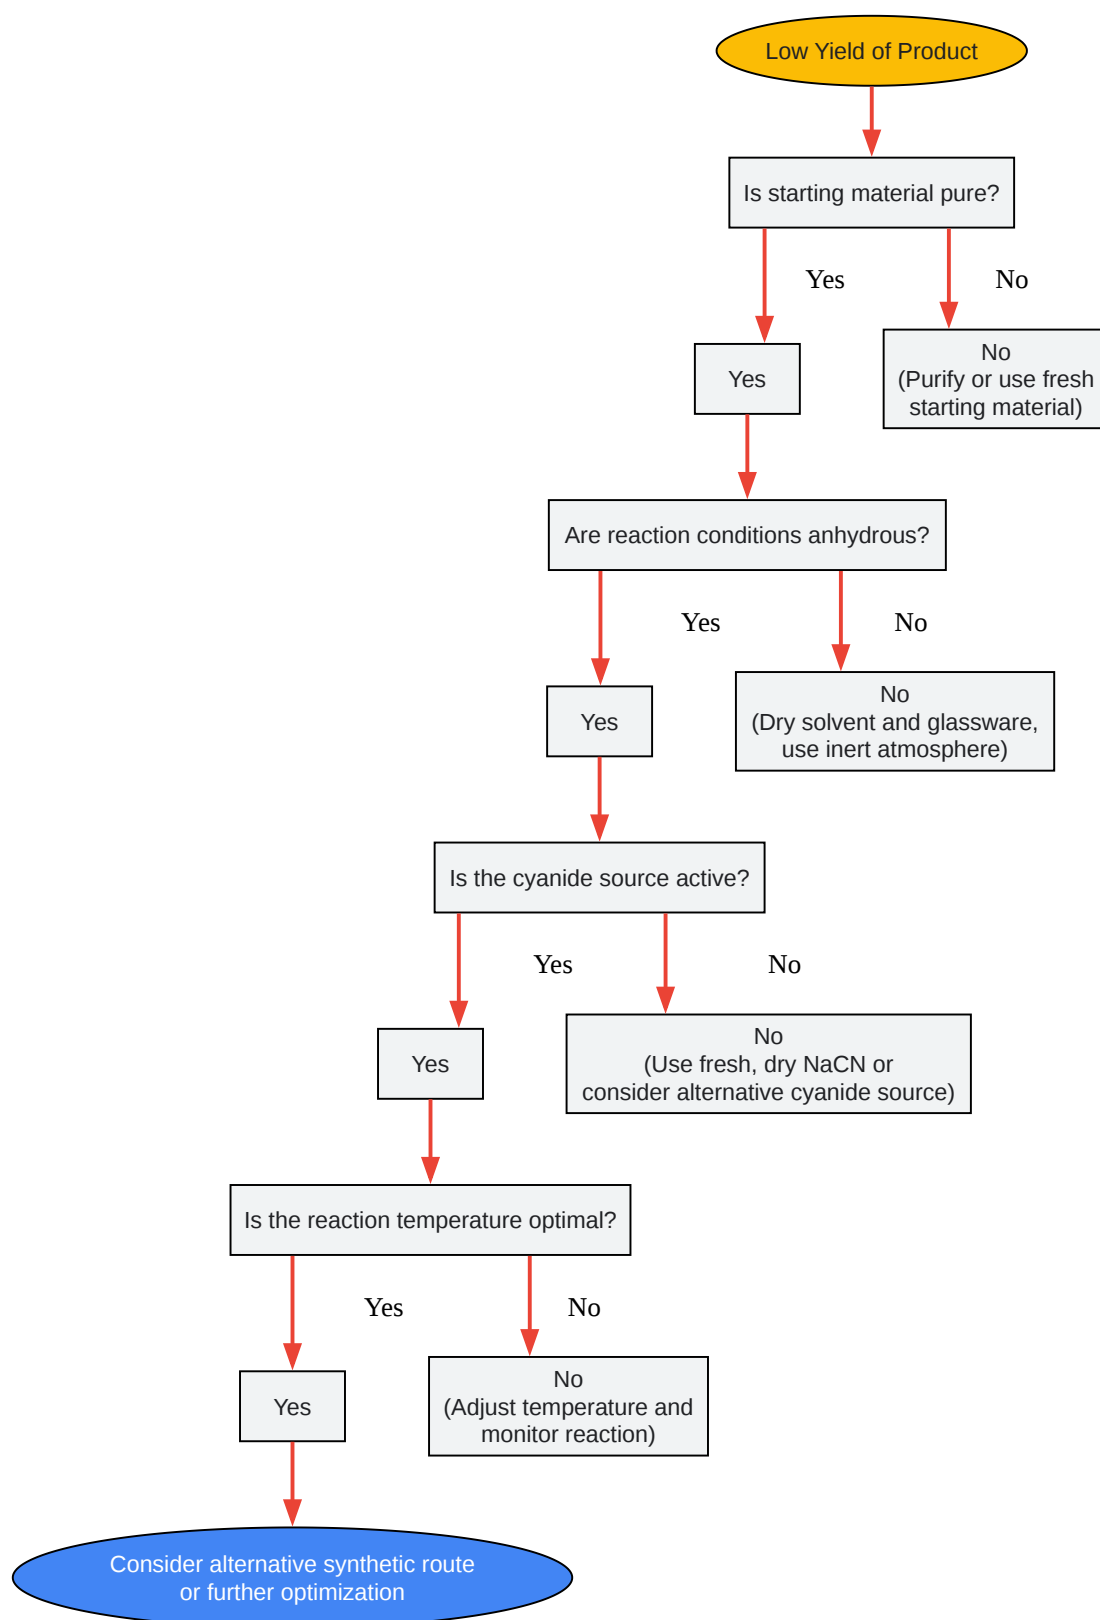 Low Yield of Product
Is starting material pure?
Yes
No
Yes
No
(Purify or use fresh
starting material)
Are reaction conditions anhydrous?
Yes
No
Yes
No
(Dry solvent and glassware,
use inert atmosphere)
Is the cyanide source active?
Yes
No
Yes
No
(Use fresh, dry NaCN or
consider alternative cyanide source)
Is the reaction temperature optimal?
Yes
No
Yes
No
(Adjust temperature and
monitor reaction)
Consider alternative synthetic route
or further optimization